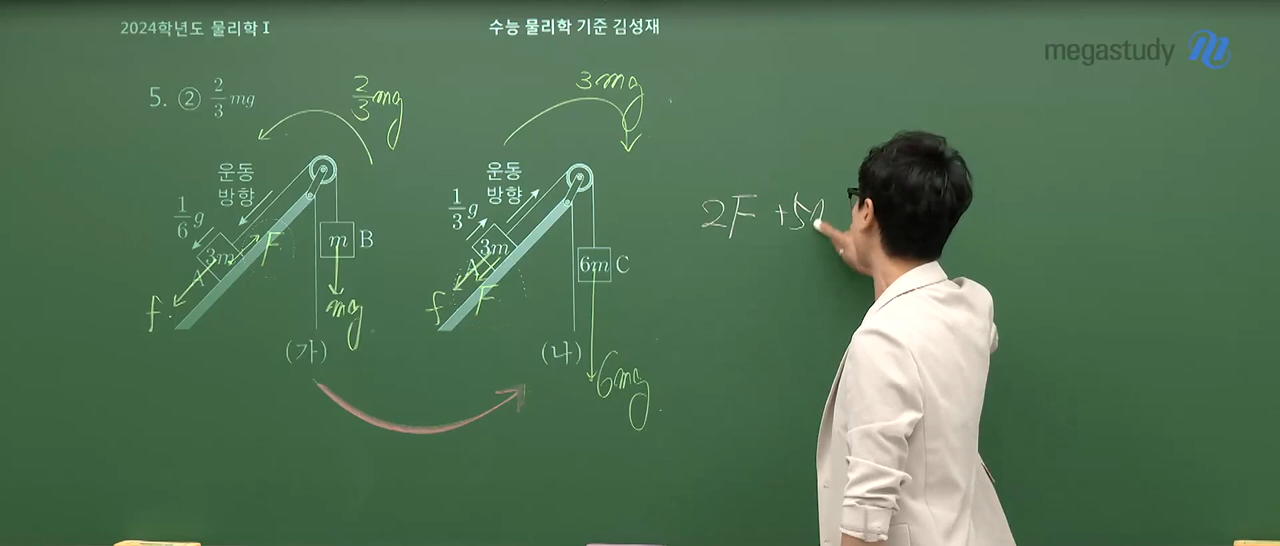 2024학년도 물리학 I
수능 물리학 기준 김성재
megastudy
5. ② 2/3 mg
2/3 mg
운동
방향
1/6 g
3m
A
F
f
m B
mg
(가)
3mg
운동
방향
1/3 g
3m
A
f
F
6m C
6mg
(나)
2F +5